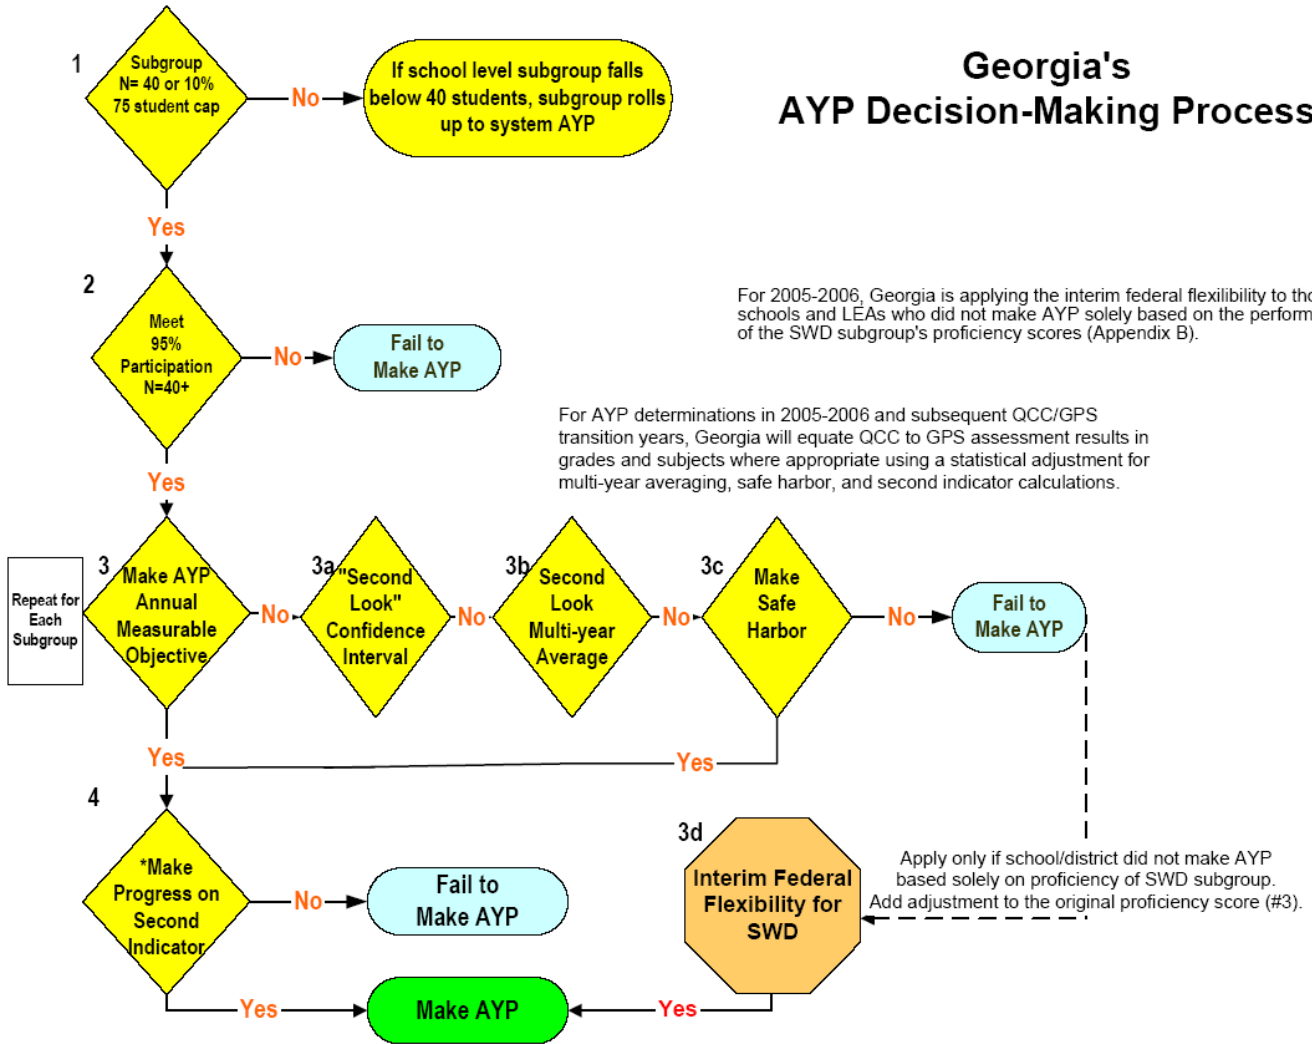 Georgia's
AYP Decision-Making Process
1
Subgroup
N= 40 or 10%
75 student cap
No
If school level subgroup falls
below 40 students, subgroup rolls
up to system AYP
Yes
2
Meet
95%
Participation
N=40+
No
Fail to
Make AYP
For 2005-2006, Georgia is applying the interim federal flexilibility to
schools and LEAs who did not make AYP solely based on the
of the SWD subgroup's proficiency scores (Appendix B).
For AYP determinations in 2005-2006 and subsequent QCC/GPS
transition years, Georgia will equate QCC to GPS assessment results in
grades and subjects where appropriate using a statistical adjustment for
multi-year averaging, safe harbor, and second indicator calculations.
Yes
Repeat for
Each
Subgroup
3
Make AYP
Annual
Measurable
Objective
No
3a
"Second
Look"
Confidence
Interval
No
3b
Second
Look
Multi-year
Average
No
3c
Make
Safe
Harbor
No
Fail to
Make AYP
Yes
Yes
4
*Make
Progress on
Second
Indicator
No
Fail to
Make AYP
3d
Interim Federal
Flexibility for
SWD
Apply only if school/district did not make AYP
based solely on proficiency of SWD subgroup.
Add adjustment to the original proficiency score (#3).
Yes
Make AYP
Yes